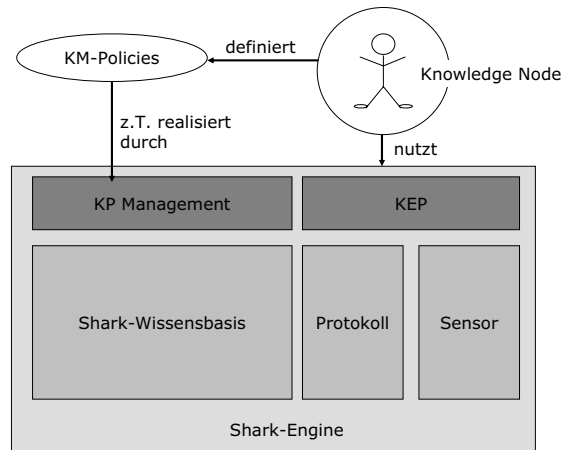 definiert
KM-Policies
Knowledge Node
z.T. realisiert
durch
nutzt
KP Management
KEP
Shark-Wissensbasis
Protokoll
Sensor
Shark-Engine